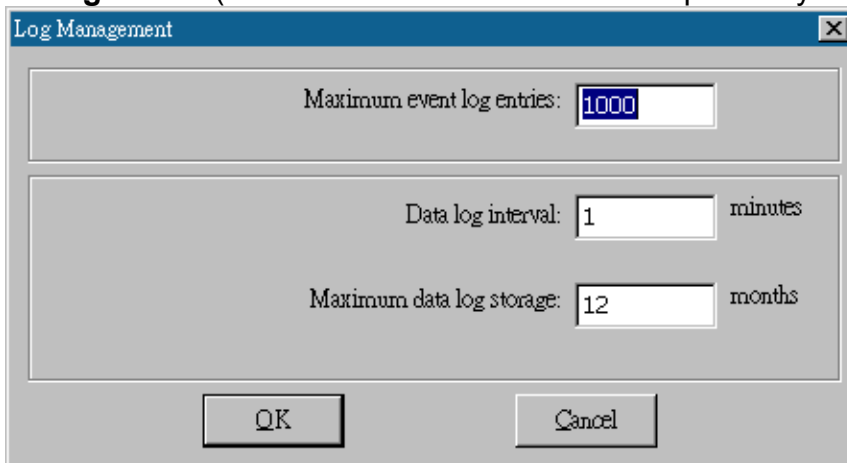 Log Management
Maximum event log entries: 1000
Data log interval: 1 minutes
Maximum data log storage: 12 months
OK Cancel